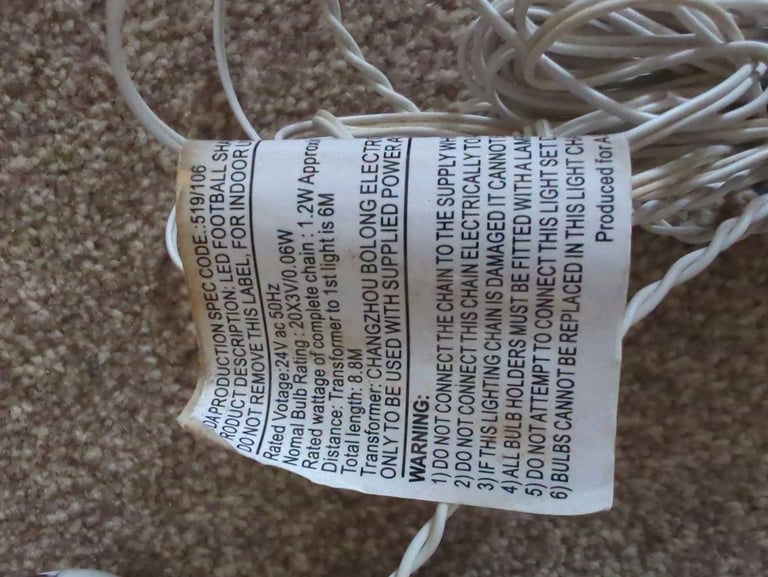 DAPRODUCTION SPEC CODE.:519/106
RODUCT DESCRIPTION: LED FOOTBALL SH
DO NOT REMOVE THIS LABEL, FOR INDOOR U
Rated Votage:24V ac 50Hz
Nomal Bulb Rating : 20X3V/0.06W
Rated wattage of complete chain : 1.2W Approx
Distance: Transformer to 1st light is 6M
Total length: 8.8M
Transformer: CHANGZHOU BOLONG ELECTR
ONLY TO BE USED WITH SUPPLIED POWER A
WARNING:
1) DO NOT CONNECT THE CHAIN TO THE SUPPLY WH
2) DO NOT CONNECT THIS CHAIN ELECTRICALLY TO
3) IF THIS LIGHTING CHAIN IS DAMAGED IT CANNOT
4) ALL BULB HOLDERS MUST BE FITTED WITH A LAM
5) DO NOT ATTEMPT TO CONNECT THIS LIGHT SET
6) BULBS CANNOT BE REPLACED IN THIS LIGHT CH
Produced for A